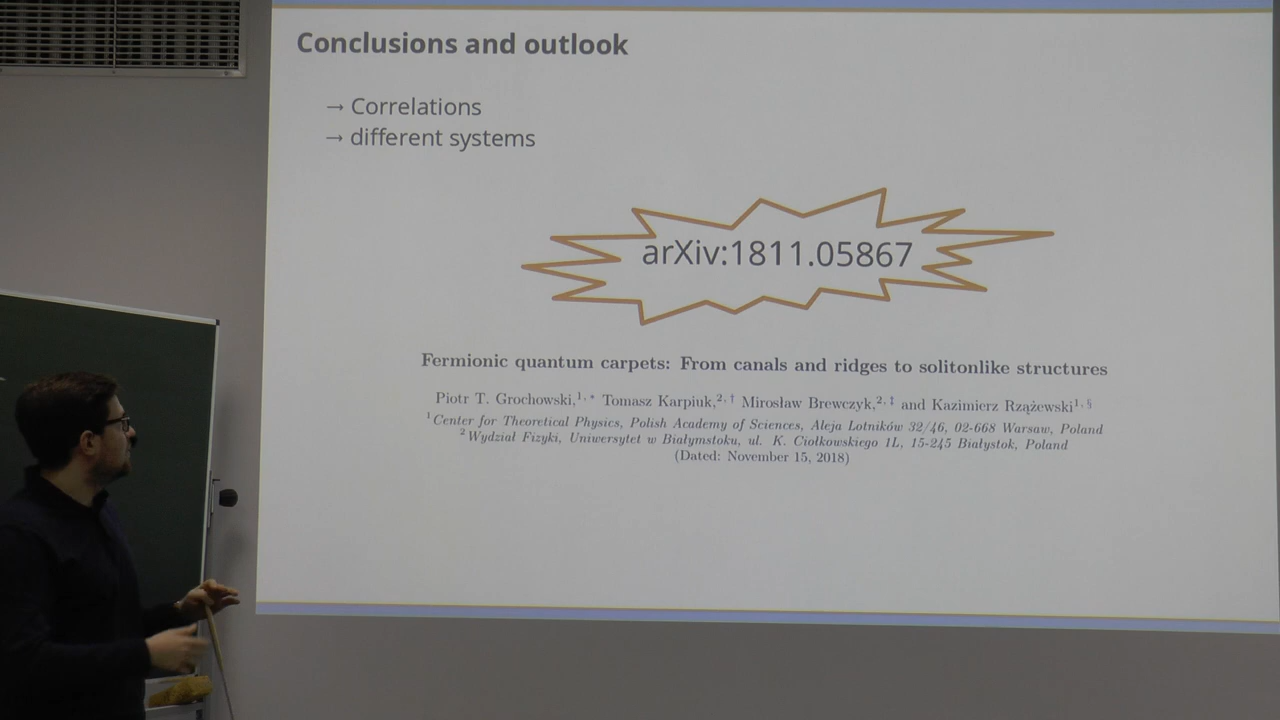 Conclusions and outlook
→ Correlations
→ different systems
arXiv:1811.05867
Fermionic quantum carpets: From canals and ridges to solitonlike structures
Piotr T. Grochowski,¹,* Tomasz Karpiuk,²,† Mirosław Brewczyk,²,‡ and Kazimierz Rzążewski¹,§
¹Center for Theoretical Physics, Polish Academy of Sciences, Aleja Lotników 32/46, 02-668 Warsaw, Poland
²Wydział Fizyki, Uniwersytet w Białymstoku, ul. K. Ciołkowskiego 1L, 15-245 Białystok, Poland
(Dated: November 15, 2018)